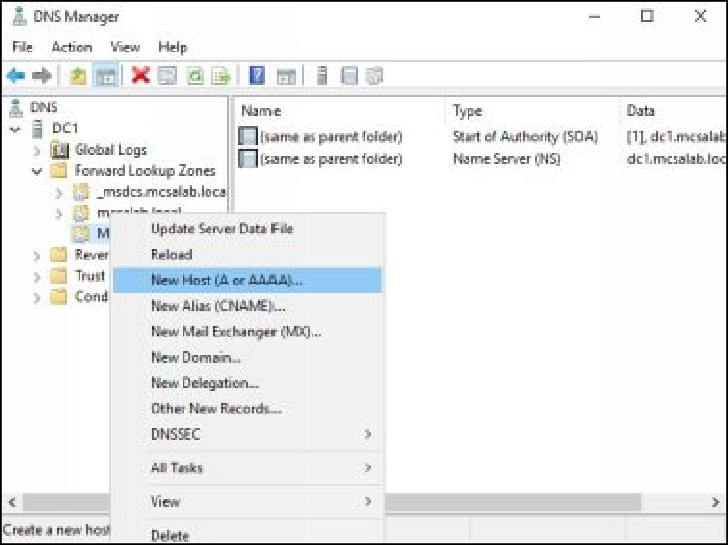 DNS Manager
File Action View Help
DNS
DC1
Global Logs
Forward Lookup Zones
_msdcs.mcsalab.loca
mcsalab.local
M
Rever
Trust
Cond
Name Type Data
(same as parent folder) Start of Authority (SOA) [1], dc1.mcsalab
(same as parent folder) Name Server (NS) dc1.mcsalab.loc
Update Server Data File
Reload
New Host (A or AAAA)...
New Alias (CNAME)...
New Mail Exchanger (MX)...
New Domain...
New Delegation...
Other New Records...
DNSSEC
All Tasks
View
Delete
Create a new host